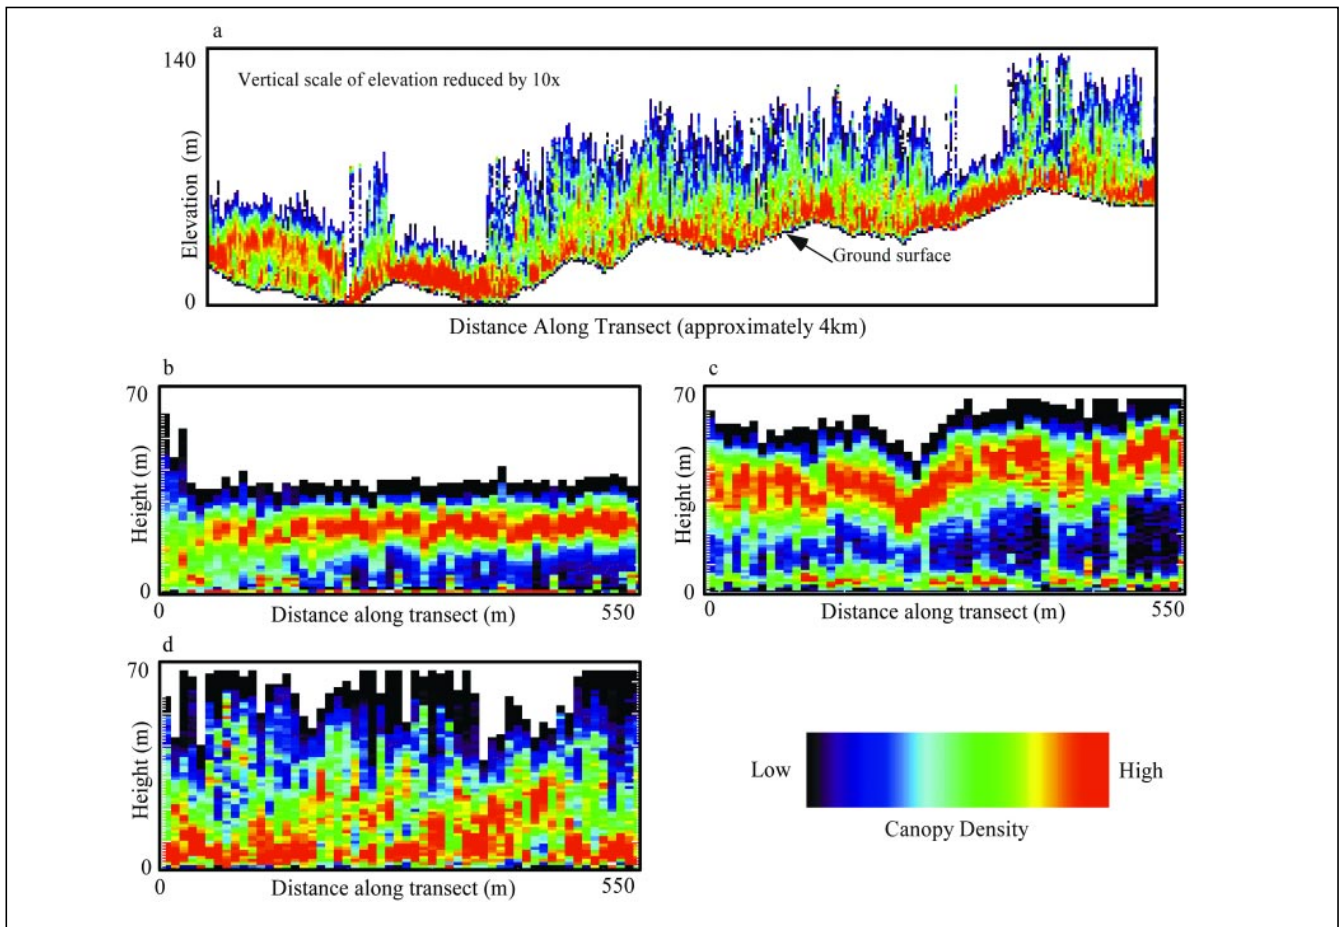 a
140
Vertical scale of elevation reduced by 10x
Elevation (m)
Ground surface
0
Distance Along Transect (approximately 4km)
b
70
Height (m)
0
0
Distance along transect (m)
550
c
70
Height (m)
0
0
Distance along transect (m)
550
d
70
Height (m)
0
0
Distance along transect (m)
550
Low
High
Canopy Density